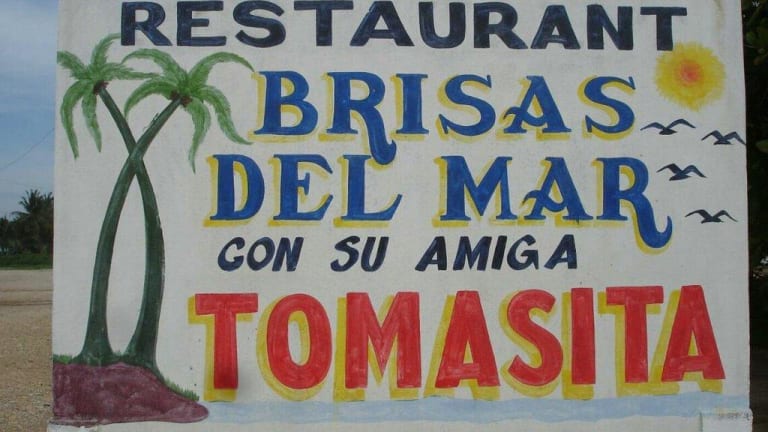 RESTAURANT
BRISAS
DEL MAR
CON SU AMIGA
TOMASITA